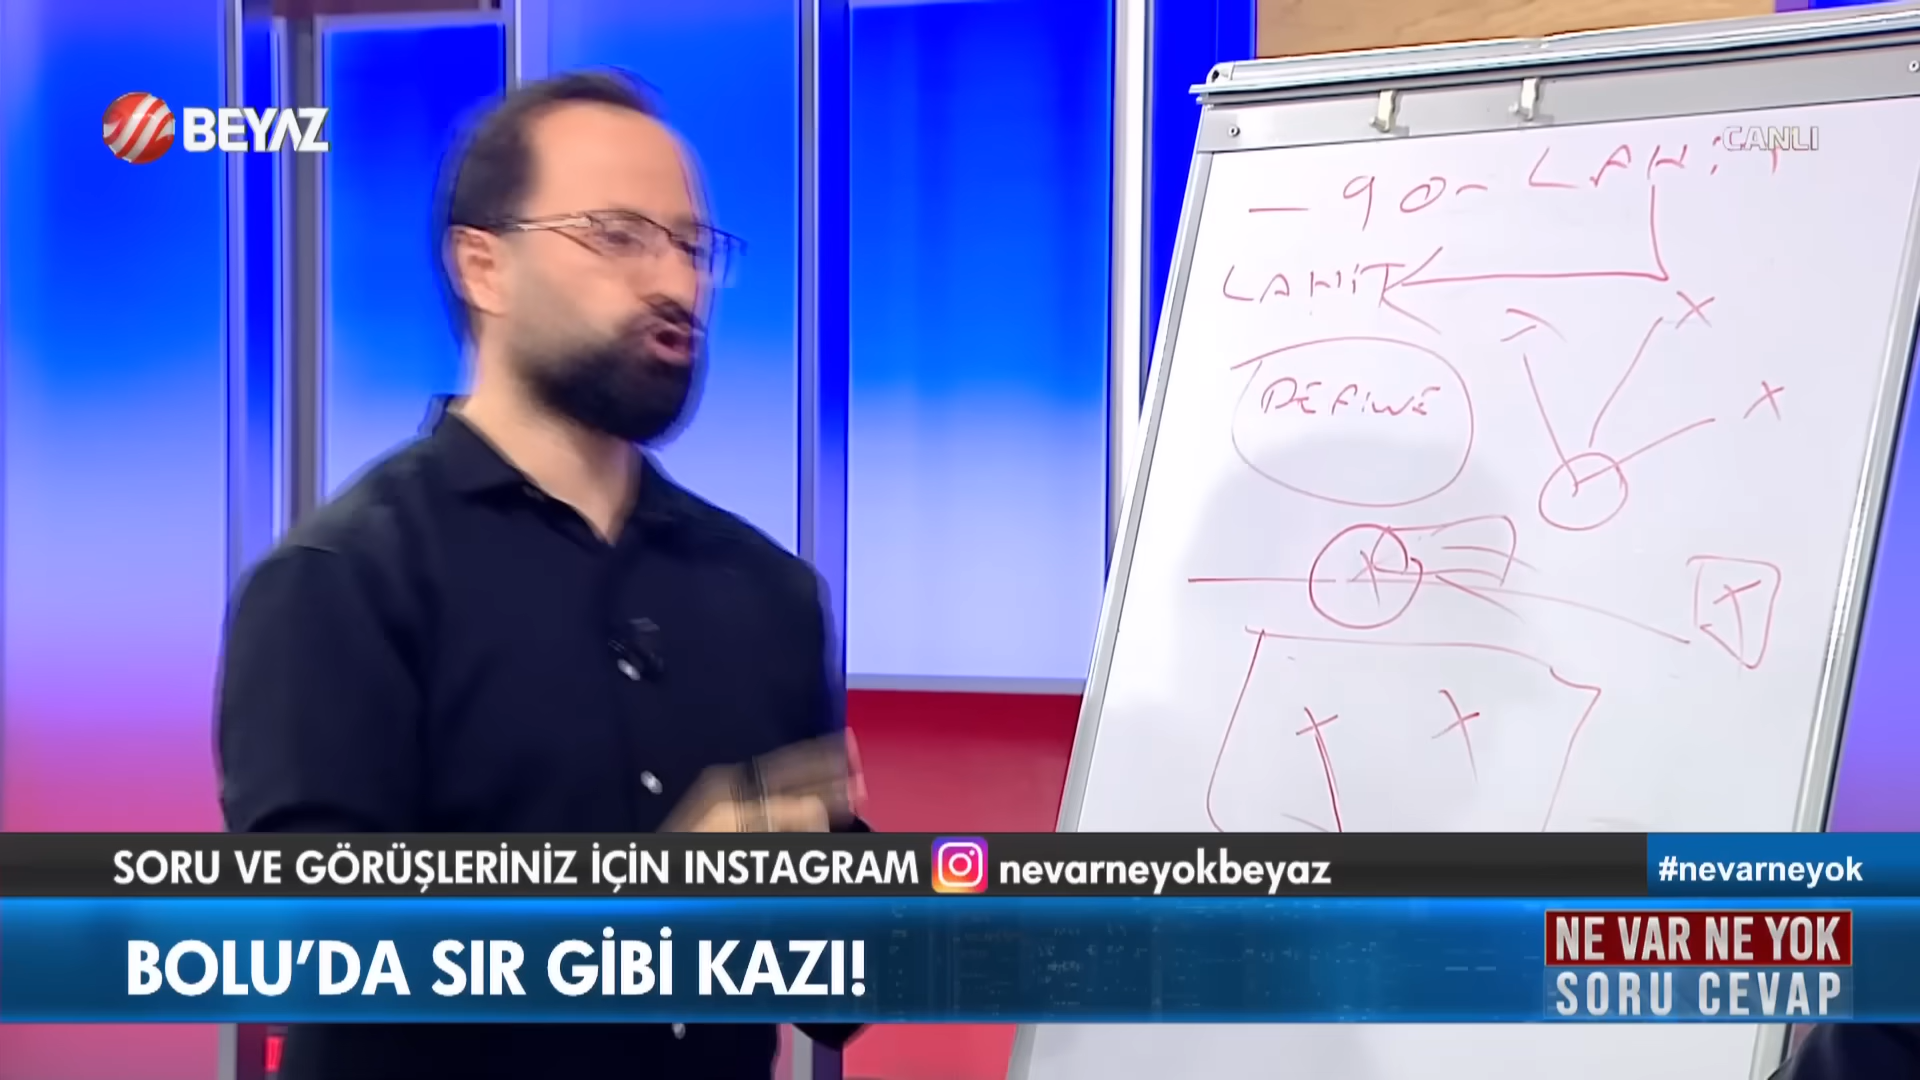 BEYAZ
CANLI
- 90 - LAHİT
LAHİT
DEFİNE
SORU VE GÖRÜŞLERİNİZ İÇİN INSTAGRAM nevarneyokbeyaz
#nevarneyok
BOLU'DA SIR GİBİ KAZI!
NE VAR NE YOK
SORU CEVAP